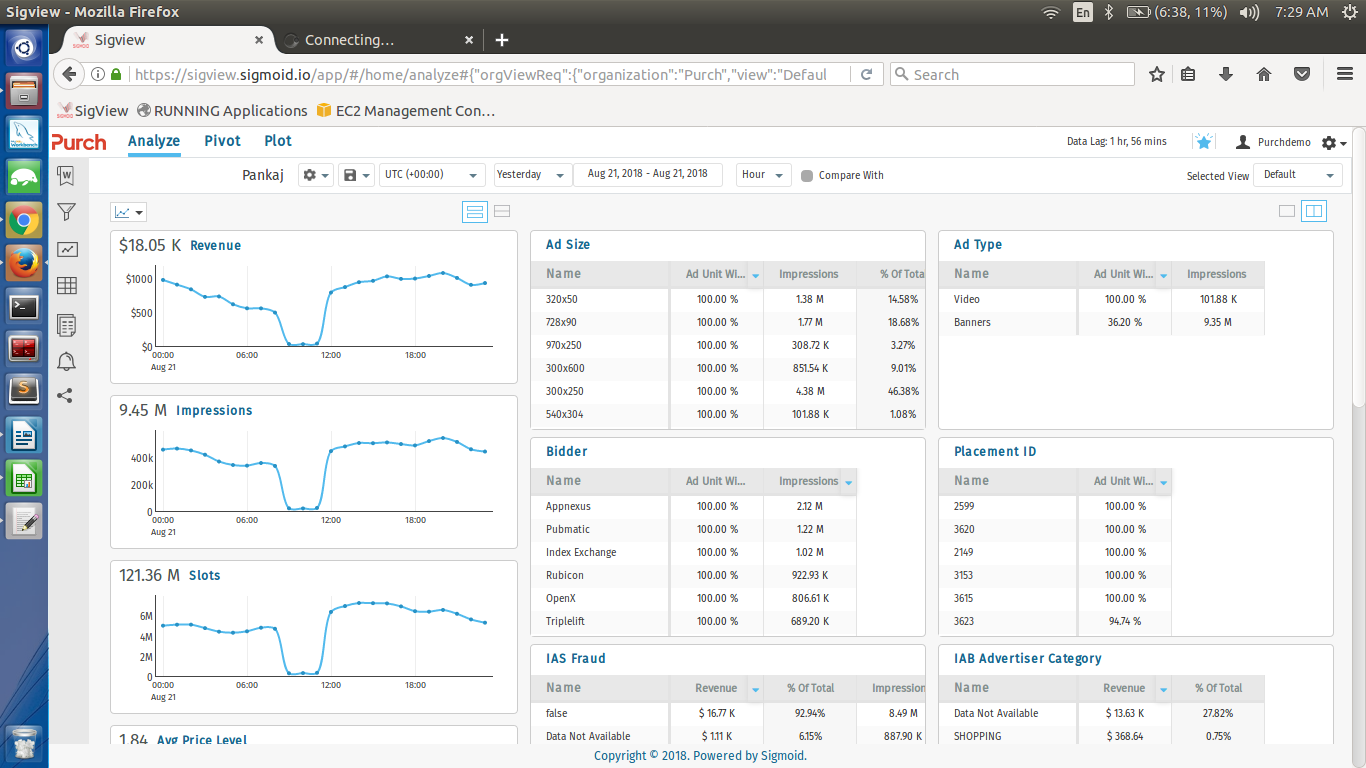 Sigview - Mozilla Firefox
En
(6:38, 11%)
7:29 AM
Sigview
Connecting...
https://sigview.sigmoid.io/app/#/home/analyze#{"orgViewReq":{"organization":"Purch","view":"Defaul
Search
SigView
RUNNING Applications
EC2 Management Con...
Purch
Analyze
Pivot
Plot
Data Lag: 1 hr, 56 mins
Purchdemo
Pankaj
UTC (+00:00)
Yesterday
Aug 21, 2018 - Aug 21, 2018
Hour
Compare With
Selected View
Default
$18.05 K Revenue
$1000
$500
$0
00:00 06:00 12:00 18:00
Aug 21
9.45 M Impressions
400k
200k
0
00:00 06:00 12:00 18:00
Aug 21
121.36 M Slots
6M
4M
2M
0
00:00 06:00 12:00 18:00
Aug 21
1.84 Avg Price Level
Ad Size
Name Ad Unit Wi... Impressions % Of Tota
320x50 100.00 % 1.38 M 14.58%
728x90 100.00 % 1.77 M 18.68%
970x250 100.00 % 308.72 K 3.27%
300x600 100.00 % 851.54 K 9.01%
300x250 100.00 % 4.38 M 46.38%
540x304 100.00 % 101.88 K 1.08%
Ad Type
Name Ad Unit Wi... Impressions
Video 100.00 % 101.88 K
Banners 36.20 % 9.35 M
Bidder
Name Ad Unit Wi... Impressions
Appnexus 100.00 % 2.12 M
Pubmatic 100.00 % 1.22 M
Index Exchange 100.00 % 1.02 M
Rubicon 100.00 % 922.93 K
OpenX 100.00 % 806.61 K
Triplelift 100.00 % 689.20 K
Placement ID
Name Ad Unit Wi...
2599 100.00 %
3620 100.00 %
2149 100.00 %
3153 100.00 %
3615 100.00 %
3623 94.74 %
IAS Fraud
Name Revenue % Of Total Impression
false $ 16.77 K 92.94% 8.49 M
Data Not Available $ 1.11 K 6.15% 887.90 K
IAB Advertiser Category
Name Revenue % Of Total
Data Not Available $ 13.63 K 27.82%
SHOPPING $ 368.64 0.75%
Copyright © 2018. Powered by Sigmoid.